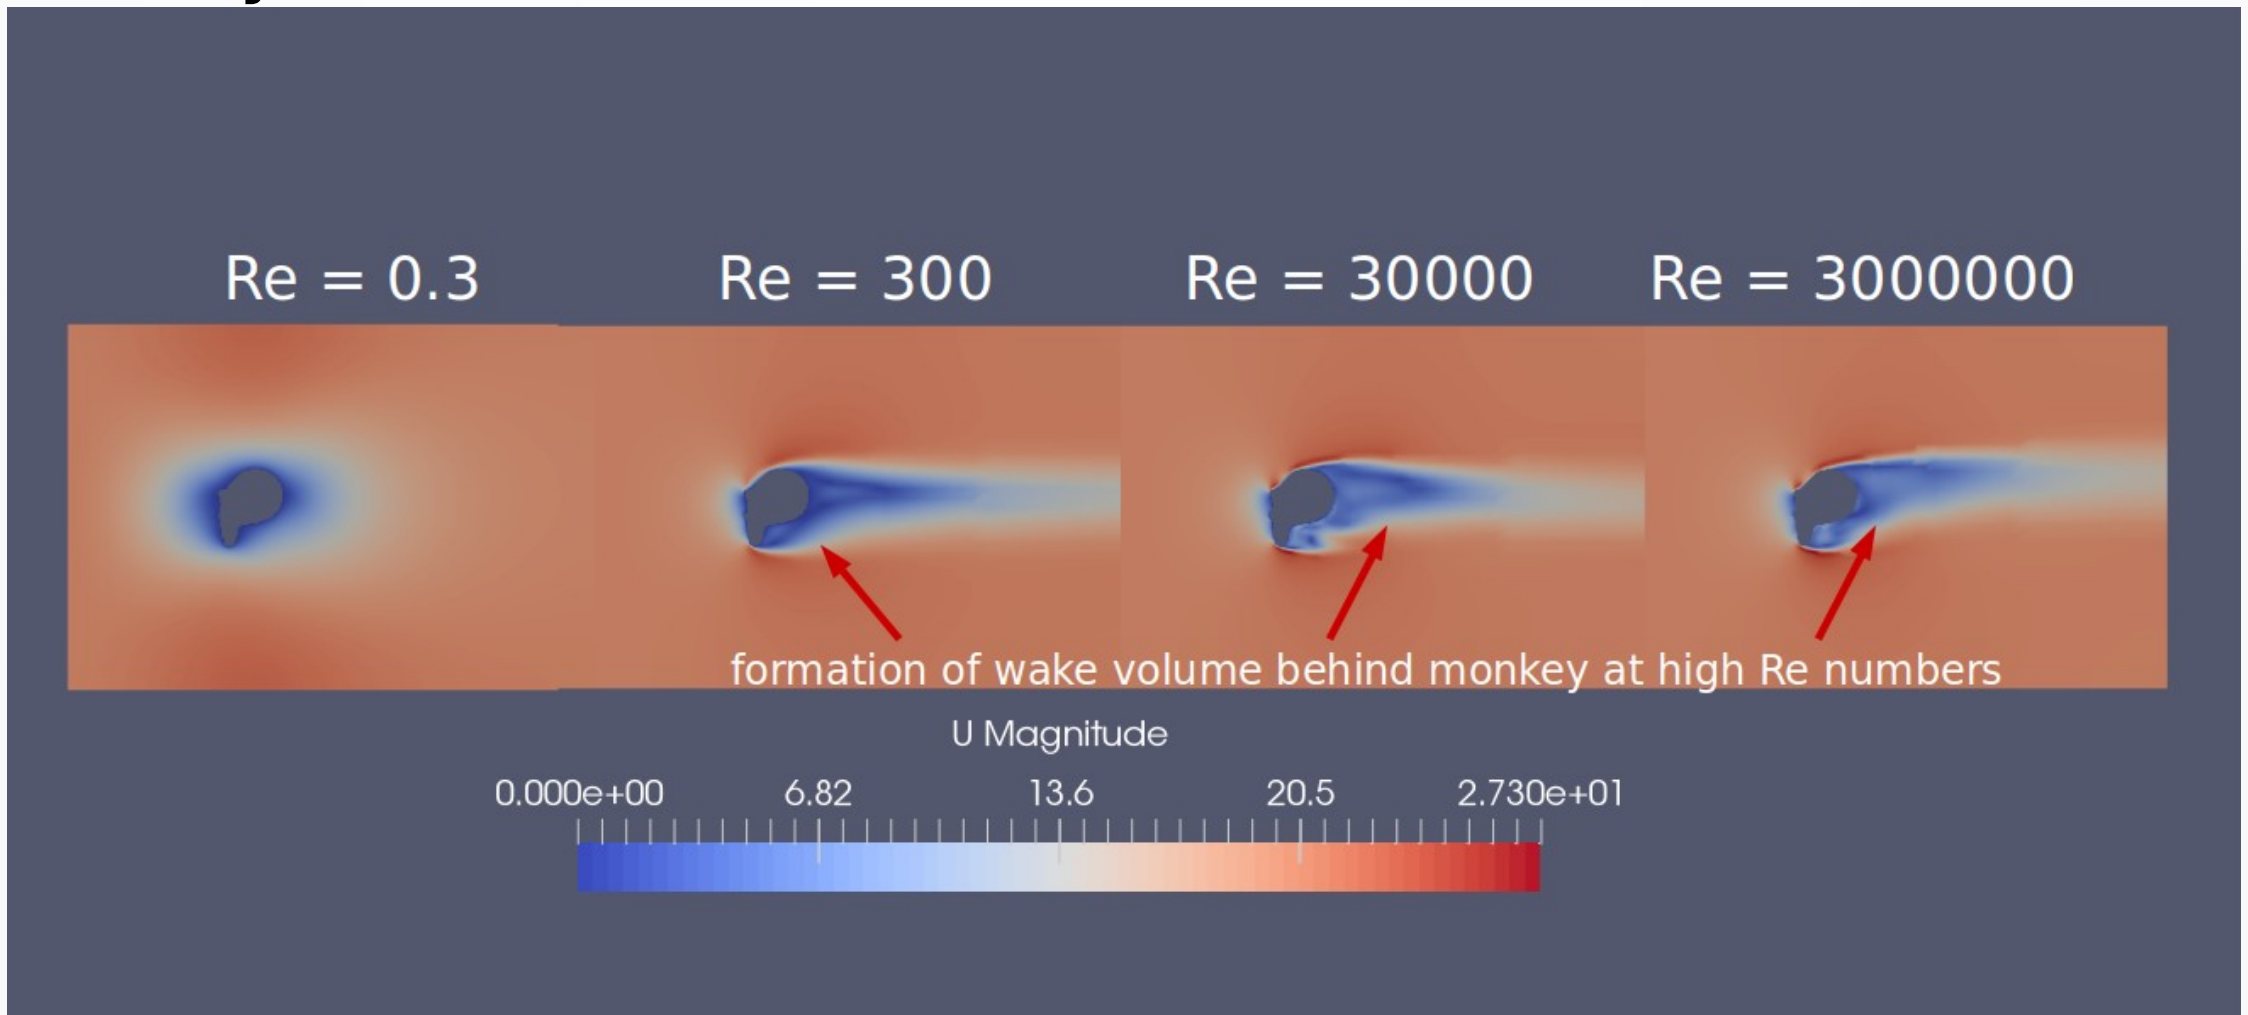 Re = 0.3 Re = 300 Re = 30000 Re = 3000000
formation of wake volume behind monkey at high Re numbers
U Magnitude
0.000e+00 6.82 13.6 20.5 2.730e+01